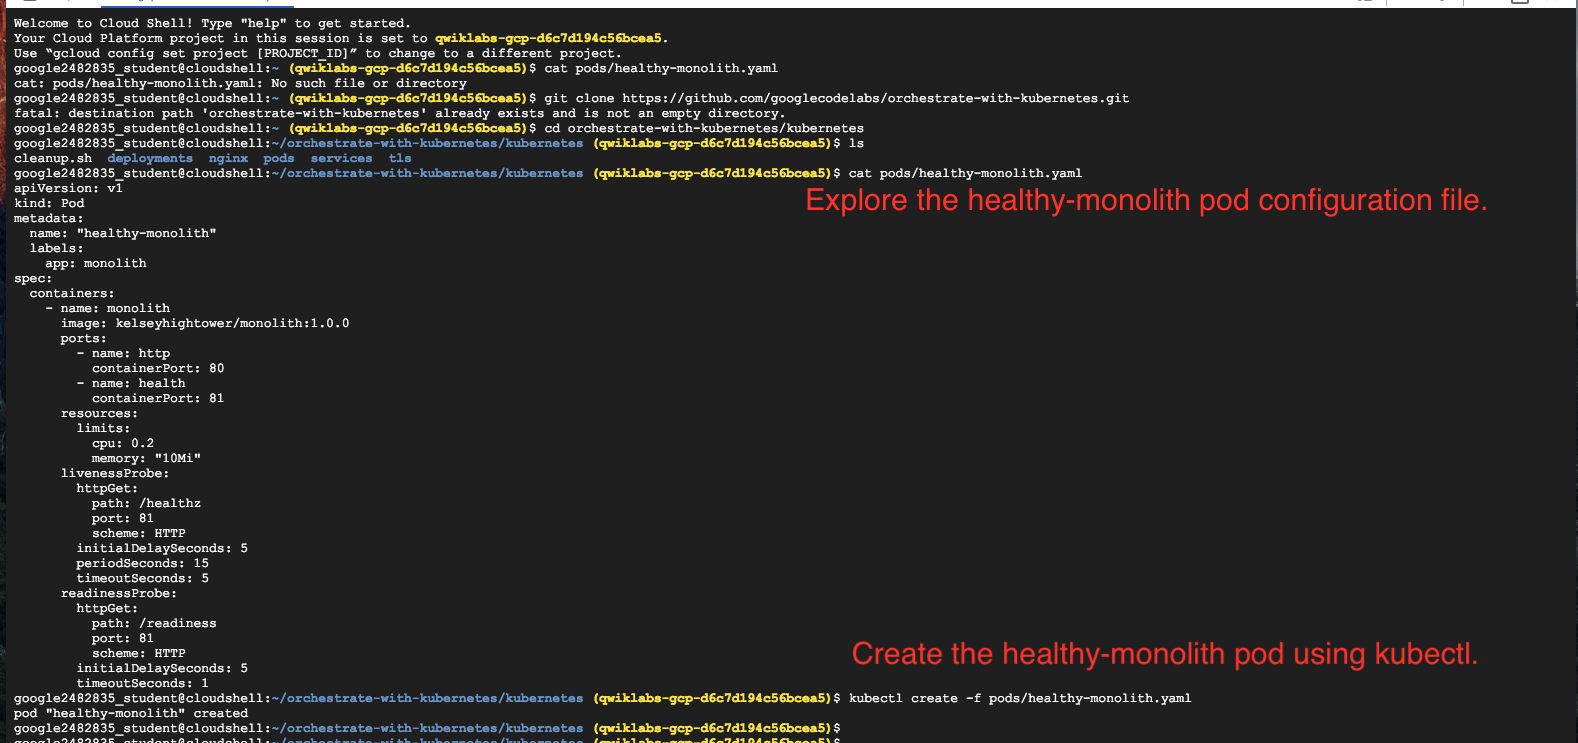 Welcome to Cloud Shell! Type "help" to get started.
Your Cloud Platform project in this session is set to qwiklabs-gcp-d6c7d194c56bcea5.
Use “gcloud config set project [PROJECT_ID]” to change to a different project.
google2482835_student@cloudshell:~ (qwiklabs-gcp-d6c7d194c56bcea5)$ cat pods/healthy-monolith.yaml
cat: pods/healthy-monolith.yaml: No such file or directory
google2482835_student@cloudshell:~ (qwiklabs-gcp-d6c7d194c56bcea5)$ git clone https://github.com/googlecodelabs/orchestrate-with-kubernetes.git
fatal: destination path 'orchestrate-with-kubernetes' already exists and is not an empty directory.
google2482835_student@cloudshell:~ (qwiklabs-gcp-d6c7d194c56bcea5)$ cd orchestrate-with-kubernetes/kubernetes
google2482835_student@cloudshell:~/orchestrate-with-kubernetes/kubernetes (qwiklabs-gcp-d6c7d194c56bcea5)$ ls
cleanup.sh  deployments  nginx  pods  services  tls
google2482835_student@cloudshell:~/orchestrate-with-kubernetes/kubernetes (qwiklabs-gcp-d6c7d194c56bcea5)$ cat pods/healthy-monolith.yaml
apiVersion: v1
Explore the healthy-monolith pod configuration file.
kind: Pod
metadata:
  name: "healthy-monolith"
  labels:
    app: monolith
spec:
  containers:
    - name: monolith
      image: kelseyhightower/monolith:1.0.0
      ports:
        - name: http
          containerPort: 80
        - name: health
          containerPort: 81
      resources:
        limits:
          cpu: 0.2
          memory: "10Mi"
      livenessProbe:
        httpGet:
          path: /healthz
          port: 81
          scheme: HTTP
        initialDelaySeconds: 5
        periodSeconds: 15
        timeoutSeconds: 5
      readinessProbe:
        httpGet:
          path: /readiness
          port: 81
          scheme: HTTP
Create the healthy-monolith pod using kubectl.
        initialDelaySeconds: 5
        timeoutSeconds: 1
google2482835_student@cloudshell:~/orchestrate-with-kubernetes/kubernetes (qwiklabs-gcp-d6c7d194c56bcea5)$ kubectl create -f pods/healthy-monolith.yaml
pod "healthy-monolith" created
google2482835_student@cloudshell:~/orchestrate-with-kubernetes/kubernetes (qwiklabs-gcp-d6c7d194c56bcea5)$
google2482835_student@cloudshell:~/orchestrate-with-kubernetes/kubernetes (qwiklabs-gcp-d6c7d194c56bcea5)$